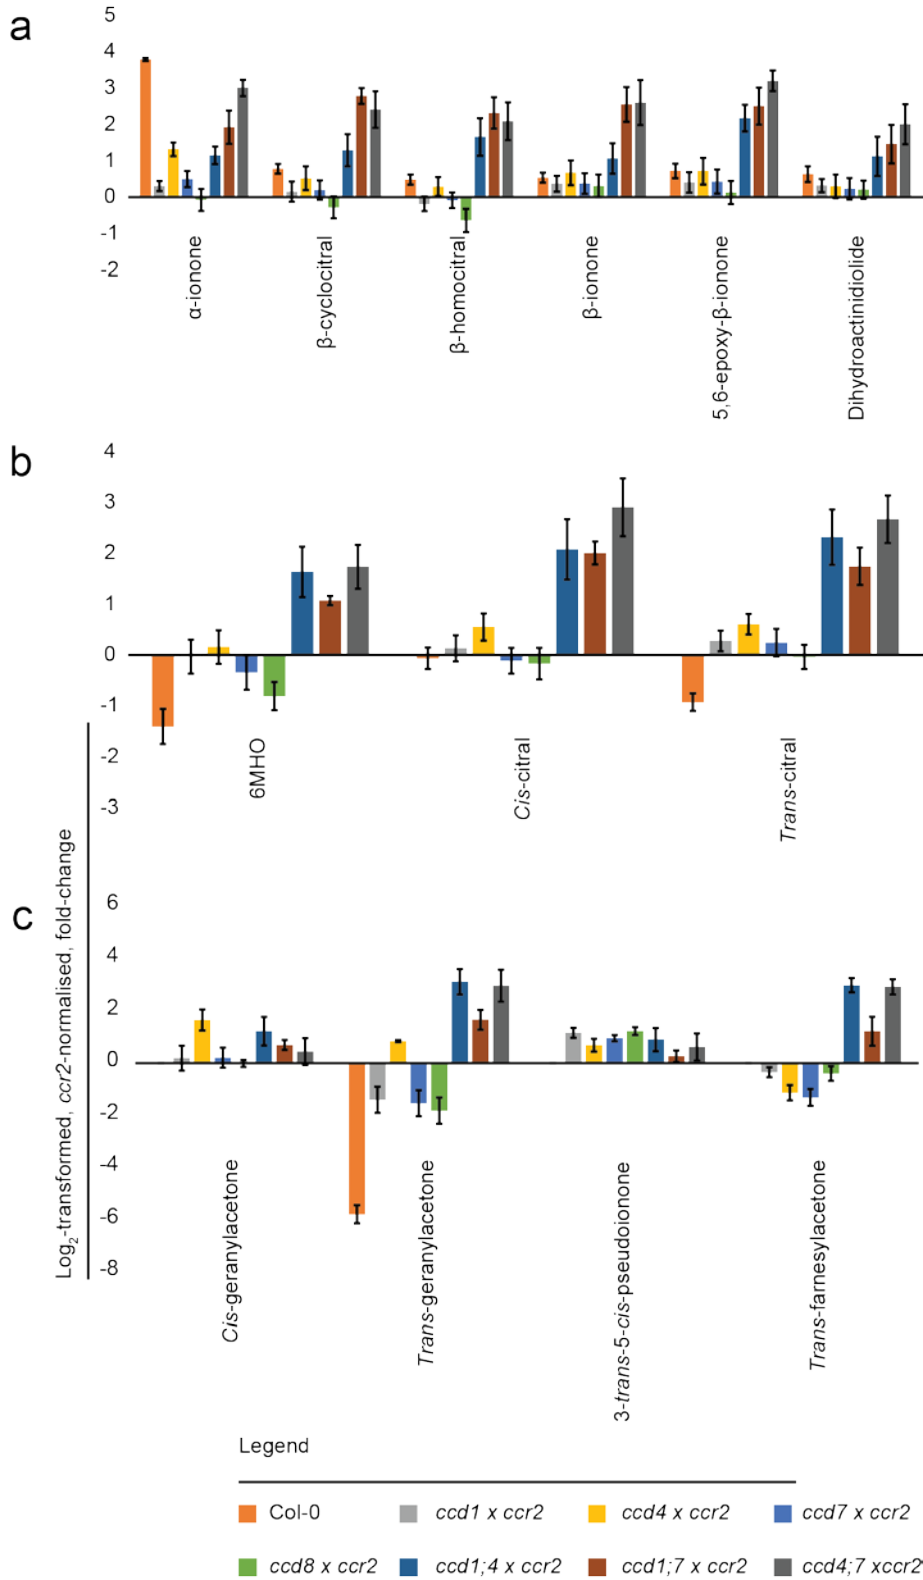 a
5
4
3
2
1
0
-1
-2
α-ionone
β-cyclocitral
β-homocitral
β-ionone
5,6-epoxy-β-ionone
Dihydroactinidiolide
b
4
3
2
1
0
-1
-2
-3
6MHO
Cis-citral
Trans-citral
Log2-transformed, ccr2-normalised, fold-change
c
6
4
2
0
-2
-4
-6
-8
Cis-geranylacetone
Trans-geranylacetone
3-trans-5-cis-pseudoionone
Trans-farnesylacetone
Legend
Col-0 ccd1 x ccr2 ccd4 x ccr2 ccd7 x ccr2
ccd8 x ccr2 ccd1;4 x ccr2 ccd1;7 x ccr2 ccd4;7 xccr2